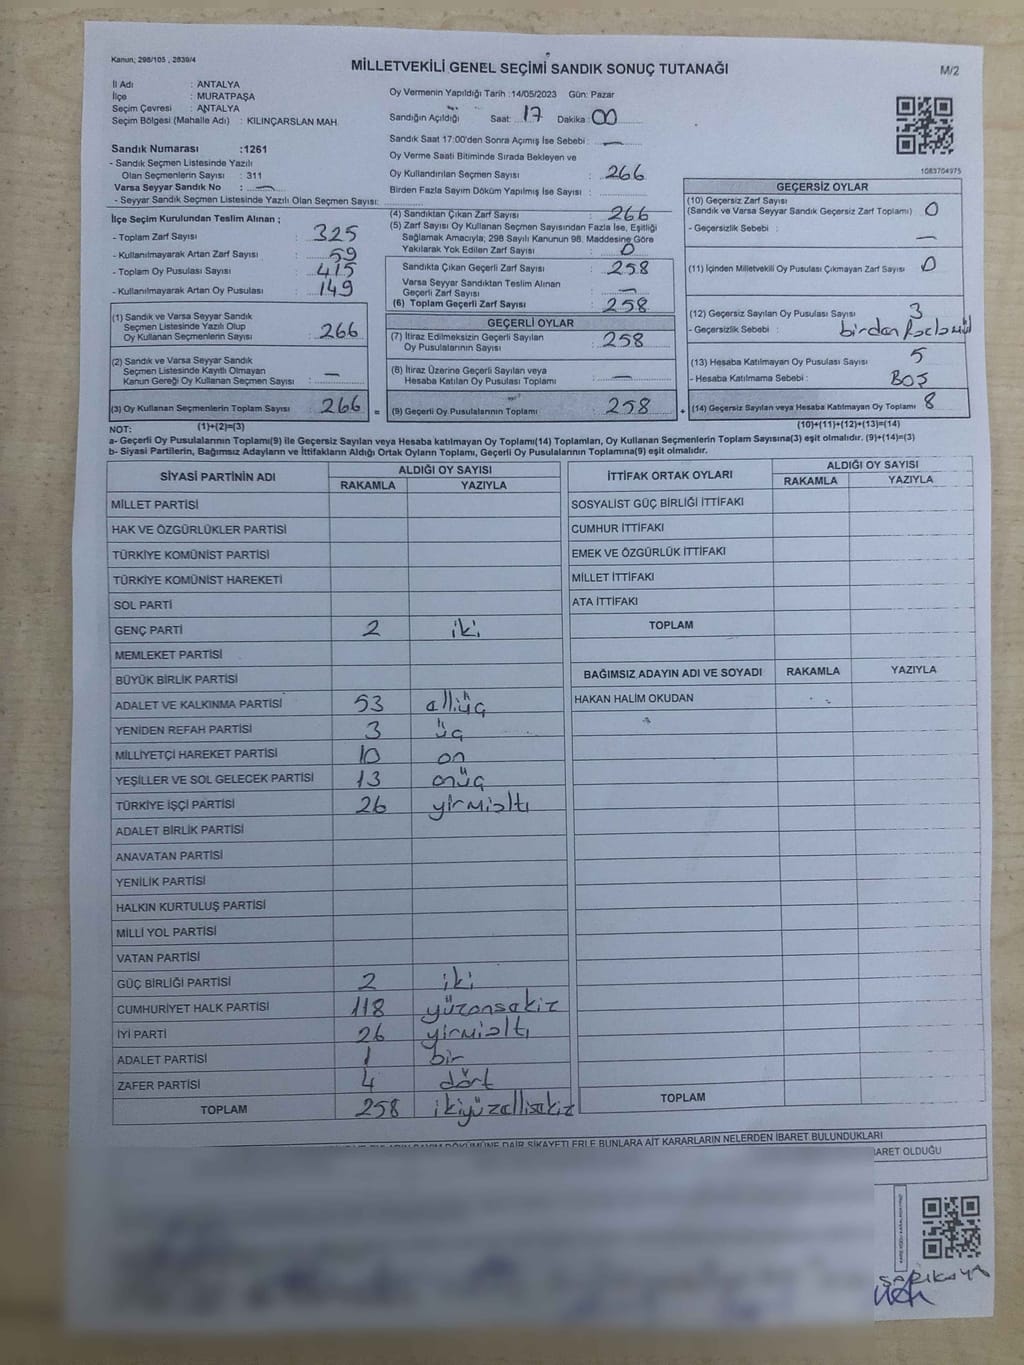 Kanun; 298/105 , 2839/4
MİLLETVEKİLİ GENEL SEÇİMİ SANDIK SONUÇ TUTANAĞI
M/2
İl Adı : ANTALYA
İlçe : MURATPAŞA
Seçim Çevresi : ANTALYA
Seçim Bölgesi (Mahalle Adı) : KILINÇARSLAN MAH.
Sandık Numarası :1261
- Sandık Seçmen Listesinde Yazılı
Olan Seçmenlerin Sayısı : 311
Varsa Seyyar Sandık No : —
- Seyyar Sandık Seçmen Listesinde Yazılı Olan Seçmen Sayısı:
Oy Vermenin Yapıldığı Tarih :14/05/2023 Gün: Pazar
Sandığın Açıldığı Saat: 17 Dakika: 00
Sandık Saat 17:00'den Sonra Açımış İse Sebebi : —
Oy Verme Saati Bitiminde Sırada Bekleyen ve
Oy Kullandırılan Seçmen Sayısı : 266
Birden Fazla Sayım Döküm Yapılmış İse Sayısı :
1083704975
İlçe Seçim Kurulundan Teslim Alınan ;
- Toplam Zarf Sayısı : 325
- Kullanılmayarak Artan Zarf Sayısı : 59
- Toplam Oy Pusulası Sayısı : 415
- Kullanılmayarak Artan Oy Pusulası : 149
(1) Sandık ve Varsa Seyyar Sandık
Seçmen Listesinde Yazılı Olup
Oy Kullanan Seçmenlerin Sayısı : 266
(2) Sandık ve Varsa Seyyar Sandık
Seçmen Listesinde Kayıtlı Olmayan
Kanun Gereği Oy Kullanan Seçmen Sayısı : —
(3) Oy Kullanan Seçmenlerin Toplam Sayısı : 266 =
(4) Sandıktan Çıkan Zarf Sayısı : 266
(5) Zarf Sayısı Oy Kullanan Seçmen Sayısından Fazla İse, Eşitliği
Sağlamak Amacıyla; 298 Sayılı Kanunun 98. Maddesine Göre
Yakılarak Yok Edilen Zarf Sayısı : 0
Sandıkta Çıkan Geçerli Zarf Sayısı : 258
Varsa Seyyar Sandıktan Teslim Alınan
Geçerli Zarf Sayısı : —
(6) Toplam Geçerli Zarf Sayısı : 258
GEÇERLİ OYLAR
(7) İtiraz Edilmeksizin Geçerli Sayılan
Oy Pusulalarının Sayısı : 258
(8) İtiraz Üzerine Geçerli Sayılan veya
Hesaba Katılan Oy Pusulası Toplamı : —
(9) Geçerli Oy Pusulalarının Toplamı : 258 +
GEÇERSİZ OYLAR
(10) Geçersiz Zarf Sayısı
(Sandık ve Varsa Seyyar Sandık Geçersiz Zarf Toplamı) : 0
- Geçersizlik Sebebi : —
(11) İçinden Milletvekili Oy Pusulası Çıkmayan Zarf Sayısı : 0
(12) Geçersiz Sayılan Oy Pusulası Sayısı : 3
- Geçersizlik Sebebi : birden
(13) Hesaba Katılmayan Oy Pusulası Sayısı : 5
- Hesaba Katılmama Sebebi : BOŞ
(14) Geçersiz Sayılan veya Hesaba Katılmayan Oy Pusulası Toplamı : 8
NOT: (1)+(2)=(3)
(10)+(11)+(12)+(13)=(14)
a- Geçerli Oy Pusulalarının Toplamı(9) ile Geçersiz Sayılan veya Hesaba katılmayan Oy Toplamı(14) Toplamları, Oy Kullanan Seçmenlerin Toplam Sayısına(3) eşit olmalıdır. (9)+(14)=(3)
b- Siyasi Partilerin, Bağımsız Adayların ve İttifakların Aldığı Ortak Oyların Toplamı, Geçerli Oy Pusulalarının Toplamına(9) eşit olmalıdır.
SİYASİ PARTİNİN ADI
ALDIĞI OY SAYISI
RAKAMLA YAZIYLA
MİLLET PARTİSİ
HAK VE ÖZGÜRLÜKLER PARTİSİ
TÜRKİYE KOMÜNİST PARTİSİ
TÜRKİYE KOMÜNİST HAREKETİ
SOL PARTİ
GENÇ PARTİ 2 iki
MEMLEKET PARTİSİ
BÜYÜK BİRLİK PARTİSİ
ADALET VE KALKINMA PARTİSİ 53 elliüç
YENİDEN REFAH PARTİSİ 3 üç
MİLLİYETÇİ HAREKET PARTİSİ 10 on
YEŞİLLER VE SOL GELECEK PARTİSİ 13 onüç
TÜRKİYE İŞÇİ PARTİSİ 26 yirmialtı
ADALET BİRLİK PARTİSİ
ANAVATAN PARTİSİ
YENİLİK PARTİSİ
HALKIN KURTULUŞ PARTİSİ
MİLLİ YOL PARTİSİ
VATAN PARTİSİ
GÜÇ BİRLİĞİ PARTİSİ 2 iki
CUMHURİYET HALK PARTİSİ 118 yüzonsekiz
İYİ PARTİ 26 yirmialtı
ADALET PARTİSİ 1 bir
ZAFER PARTİSİ 4 dört
TOPLAM 258 ikiyüzellisekiz
İTTİFAK ORTAK OYLARI
ALDIĞI OY SAYISI
RAKAMLA YAZIYLA
SOSYALİST GÜÇ BİRLİĞİ İTTİFAKI
CUMHUR İTTİFAKI
EMEK VE ÖZGÜRLÜK İTTİFAKI
MİLLET İTTİFAKI
ATA İTTİFAKI
TOPLAM
BAĞIMSIZ ADAYIN ADI VE SOYADI RAKAMLA YAZIYLA
HAKAN HALİM OKUDAN
TOPLAM
DÖKÜMÜNE DAİR ŞİKAYETLERLE BUNLARA AİT KARARLARIN NELERDEN İBARET BULUNDUKLARI
İBARET OLDUĞU
SARIKAYA